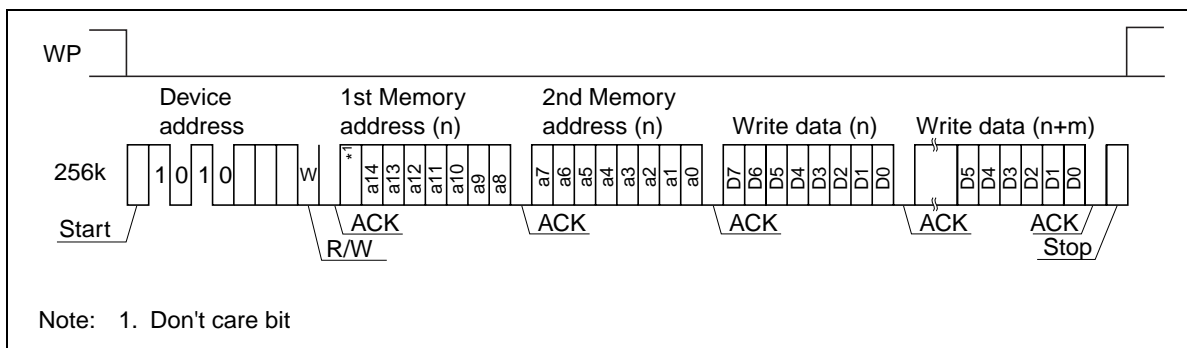 WP
Device
address
1st Memory
address (n)
2nd Memory
address (n)
Write data (n)
Write data (n+m)
256k
1 0 1 0
W
*1
a14
a13
a12
a11
a10
a9
a8
a7
a6
a5
a4
a3
a2
a1
a0
D7
D6
D5
D4
D3
D2
D1
D0
D5
D4
D3
D2
D1
D0
Start
R/W
ACK
ACK
ACK
ACK
ACK
Stop
Note: 1. Don't care bit